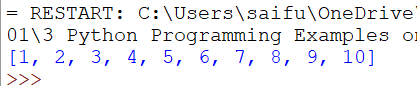 = RESTART: C:\Users\saifu\OneDrive\
01\3 Python Programming Examples on
[1, 2, 3, 4, 5, 6, 7, 8, 9, 10]
>>>